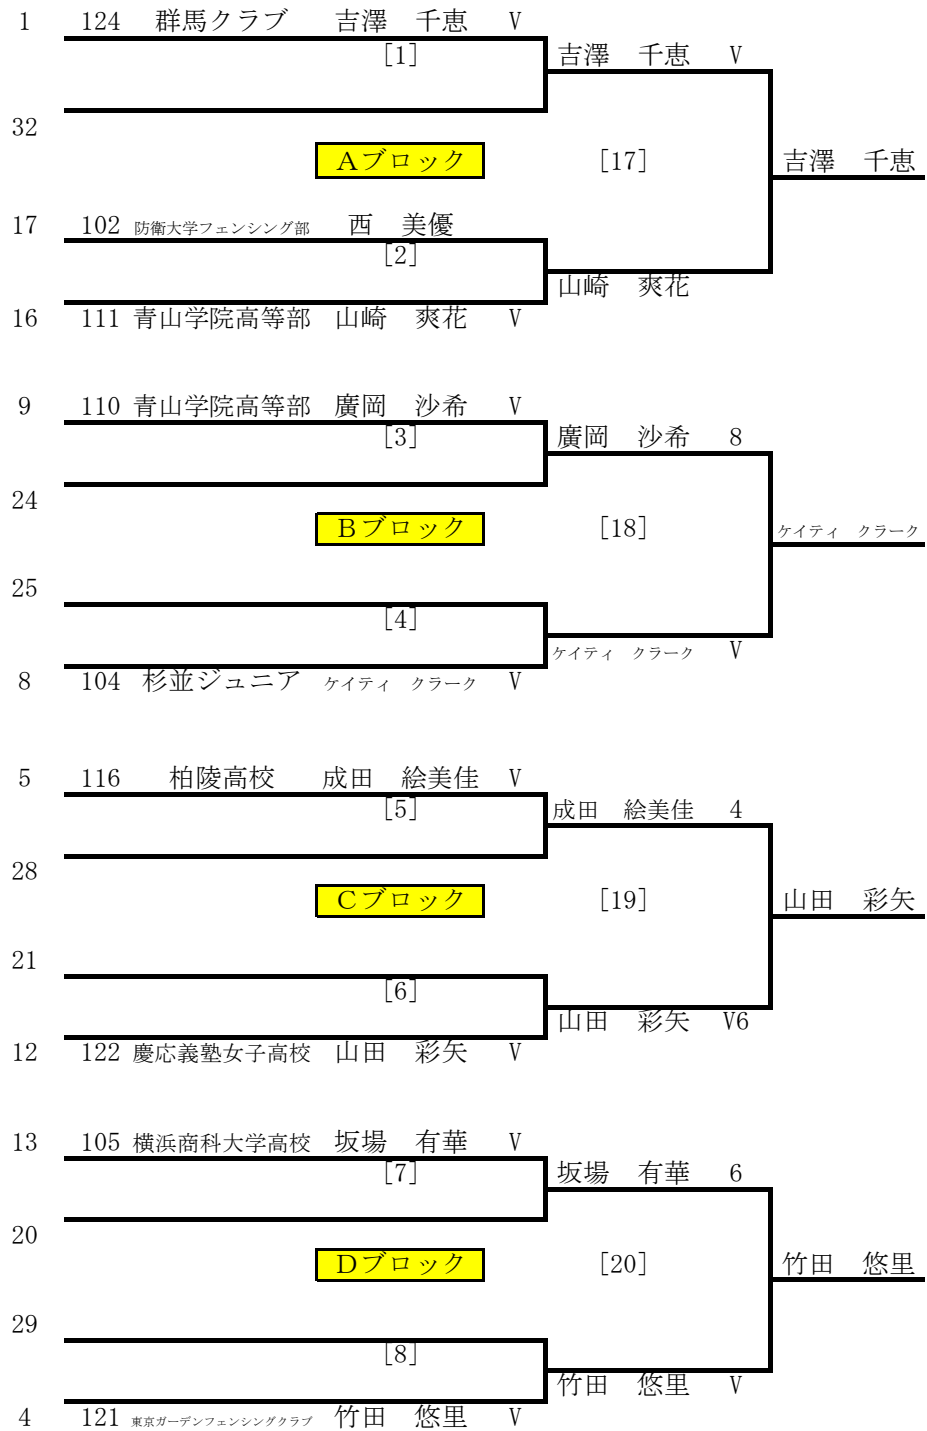 1 124 群馬クラブ 吉澤 千恵 V
[1] 吉澤 千恵 V
32
Aブロック [17] 吉澤 千恵
17 102 防衛大学フェンシング部 西 美優
[2]
山崎 爽花
16 111 青山学院高等部 山崎 爽花 V
9 110 青山学院高等部 廣岡 沙希 V
[3] 廣岡 沙希 8
24
Bブロック [18] ケイティ クラーク
25
[4]
ケイティ クラーク V
8 104 杉並ジュニア ケイティ クラーク V
5 116 柏陵高校 成田 絵美佳 V
[5] 成田 絵美佳 4
28
Cブロック [19] 山田 彩矢
21
[6]
山田 彩矢 V6
12 122 慶応義塾女子高校 山田 彩矢 V
13 105 横浜商科大学高校 坂場 有華 V
[7] 坂場 有華 6
20
Dブロック [20] 竹田 悠里
29
[8]
竹田 悠里 V
4 121 東京ガーデンフェンシングクラブ 竹田 悠里 V